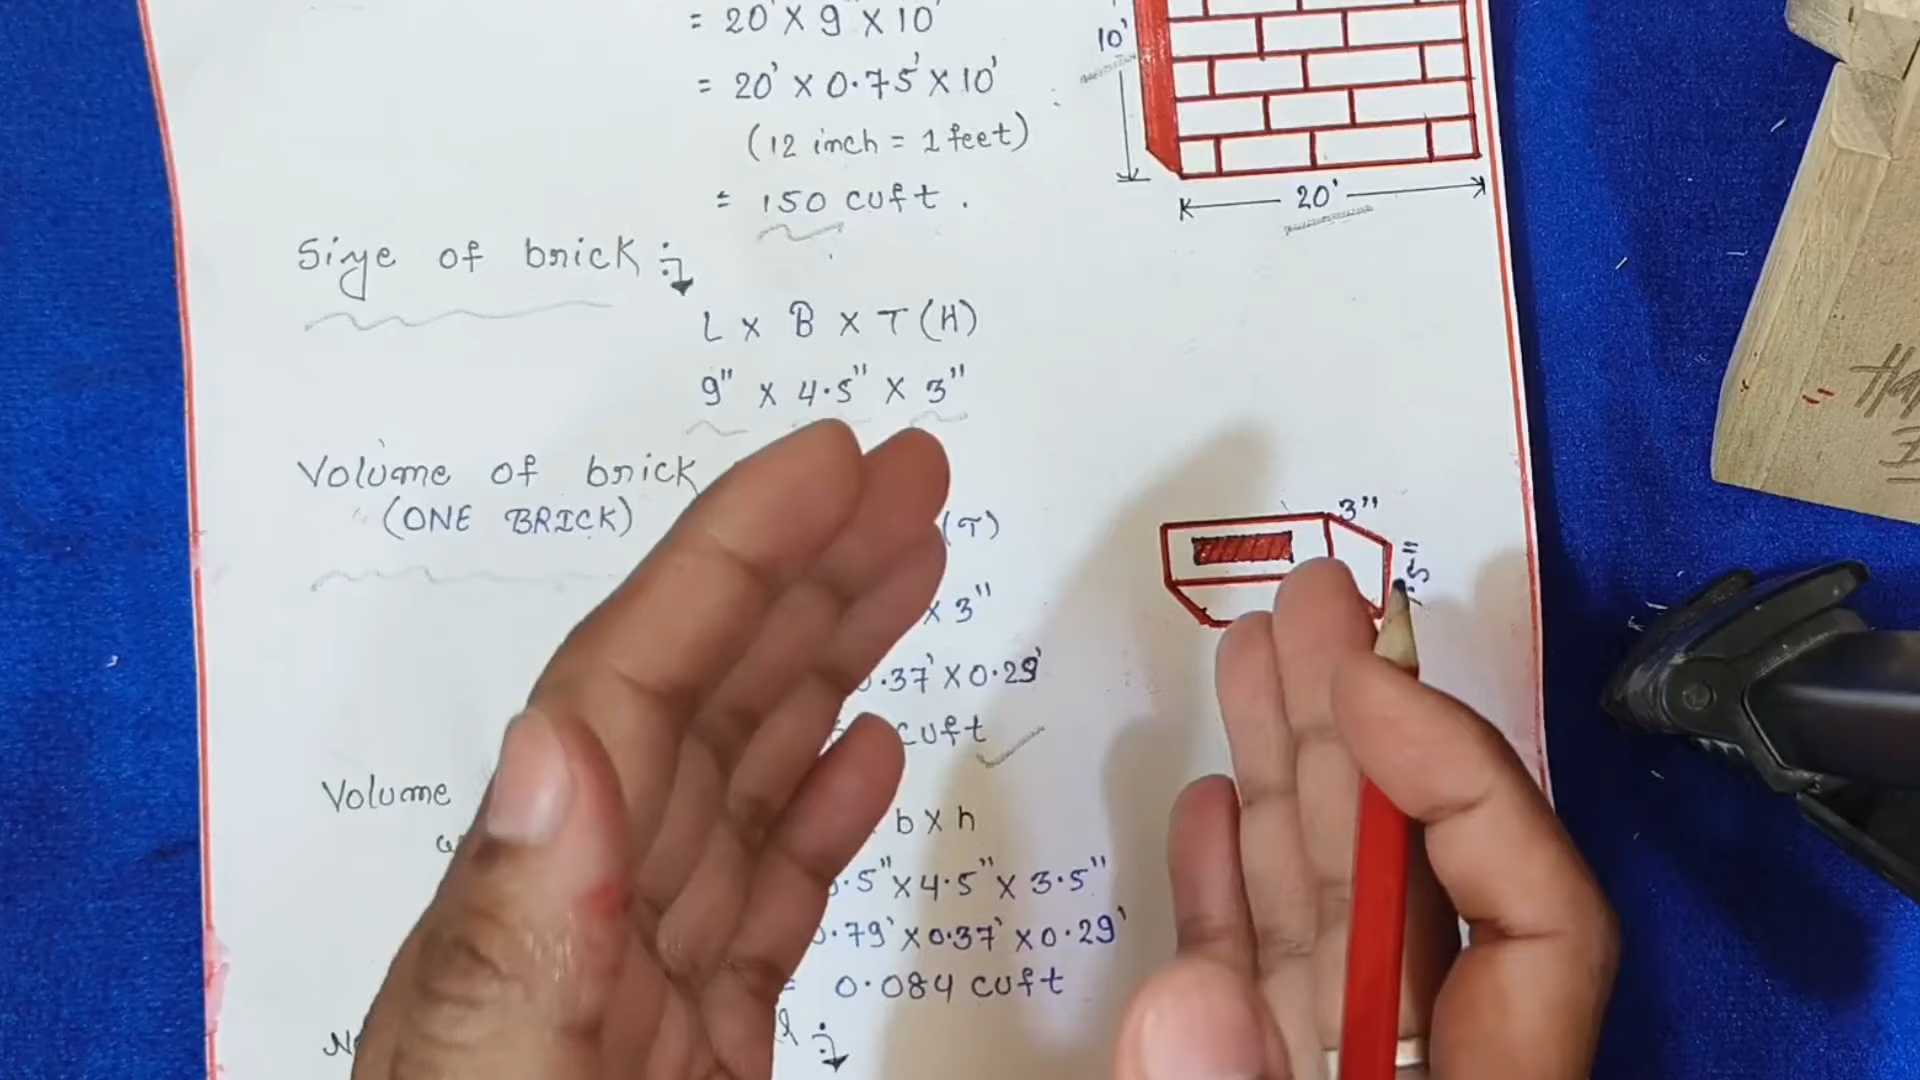 = 20' X 9" X 10'
= 20' X 0.75' X 10'
(12 inch = 1 feet)
= 150 cuft.
10'
20'
Size of brick :-
L X B X T (H)
9" X 4.5" X 3"
Volume of brick
(ONE BRICK)
(T)
X 3"
.37' X 0.29'
cuft
3"
Volume
b X h
.5" X 4.5" X 3.5"
0.79' X 0.37' X 0.29'
= 0.084 cuft